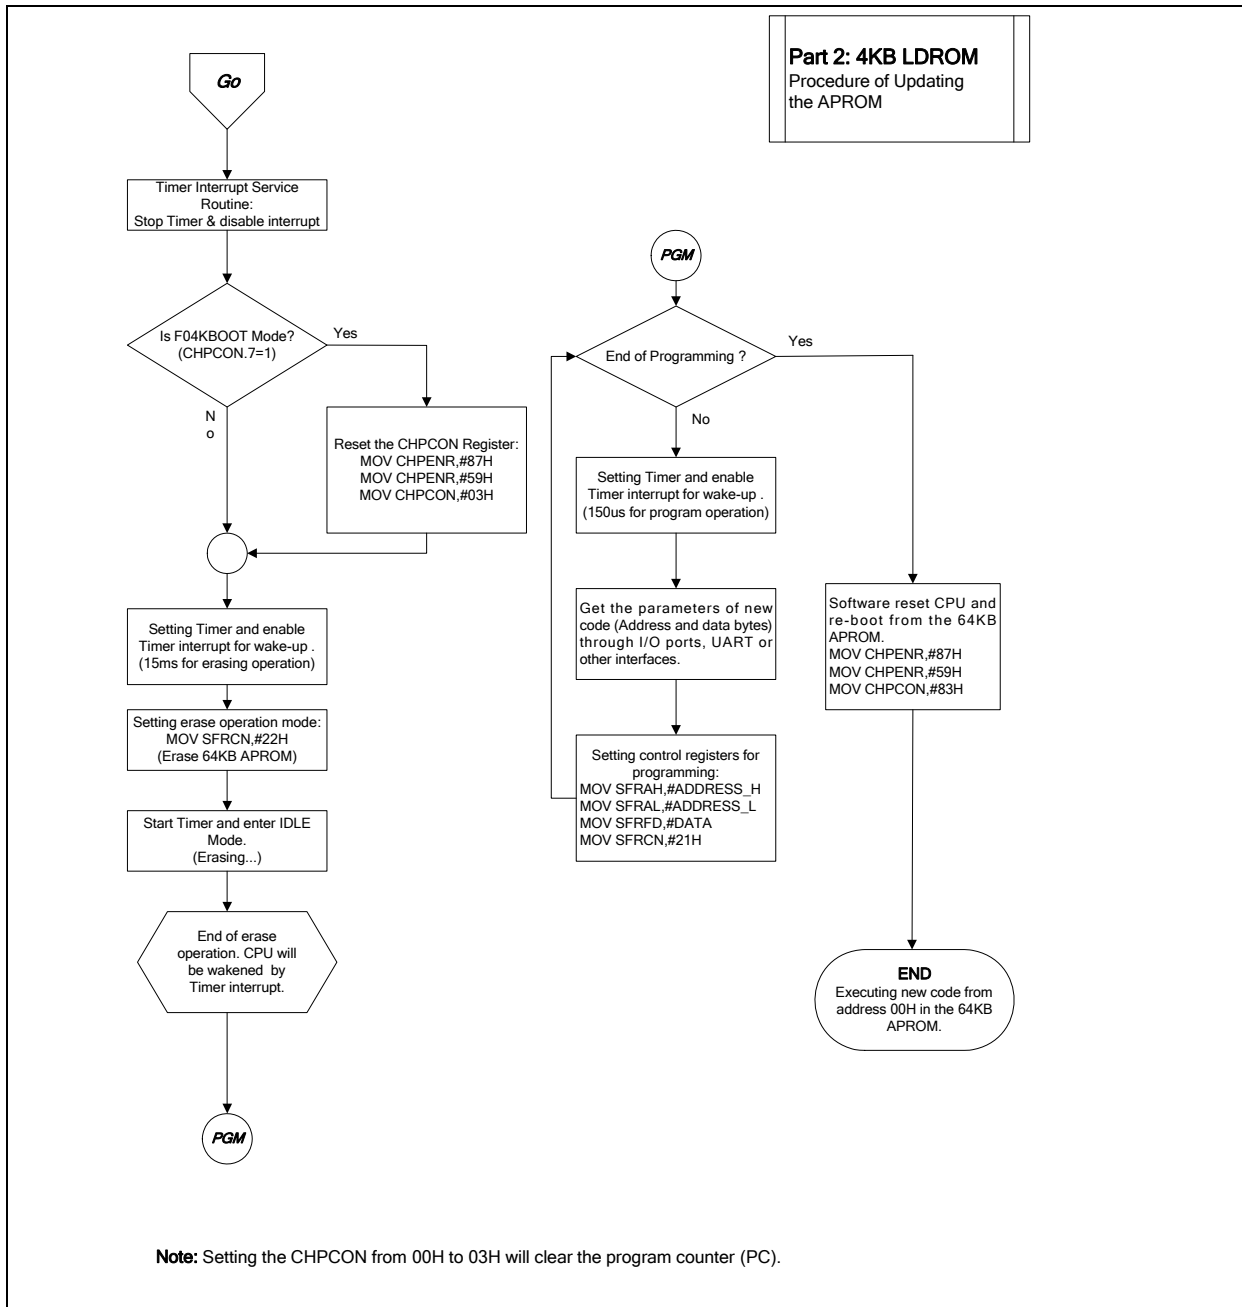 Part 2: 4KB LDROM
Procedure of Updating
the APROM
Go
Timer Interrupt Service
Routine:
Stop Timer & disable interrupt
Is F04KBOOT Mode?
(CHPCON.7=1)
Yes
N
o
Reset the CHPCON Register:
MOV CHPENR,#87H
MOV CHPENR,#59H
MOV CHPCON,#03H
Setting Timer and enable
Timer interrupt for wake-up .
(15ms for erasing operation)
Setting erase operation mode:
MOV SFRCN,#22H
(Erase 64KB APROM)
Start Timer and enter IDLE
Mode.
(Erasing...)
End of erase
operation. CPU will
be wakened by
Timer interrupt.
PGM
PGM
End of Programming ?
Yes
No
Setting Timer and enable
Timer interrupt for wake-up .
(150us for program operation)
Get the parameters of new
code (Address and data bytes)
through I/O ports, UART or
other interfaces.
Setting control registers for
programming:
MOV SFRAH,#ADDRESS_H
MOV SFRAL,#ADDRESS_L
MOV SFRFD,#DATA
MOV SFRCN,#21H
Software reset CPU and
re-boot from the 64KB
APROM.
MOV CHPENR,#87H
MOV CHPENR,#59H
MOV CHPCON,#83H
END
Executing new code from
address 00H in the 64KB
APROM.
Note: Setting the CHPCON from 00H to 03H will clear the program counter (PC).